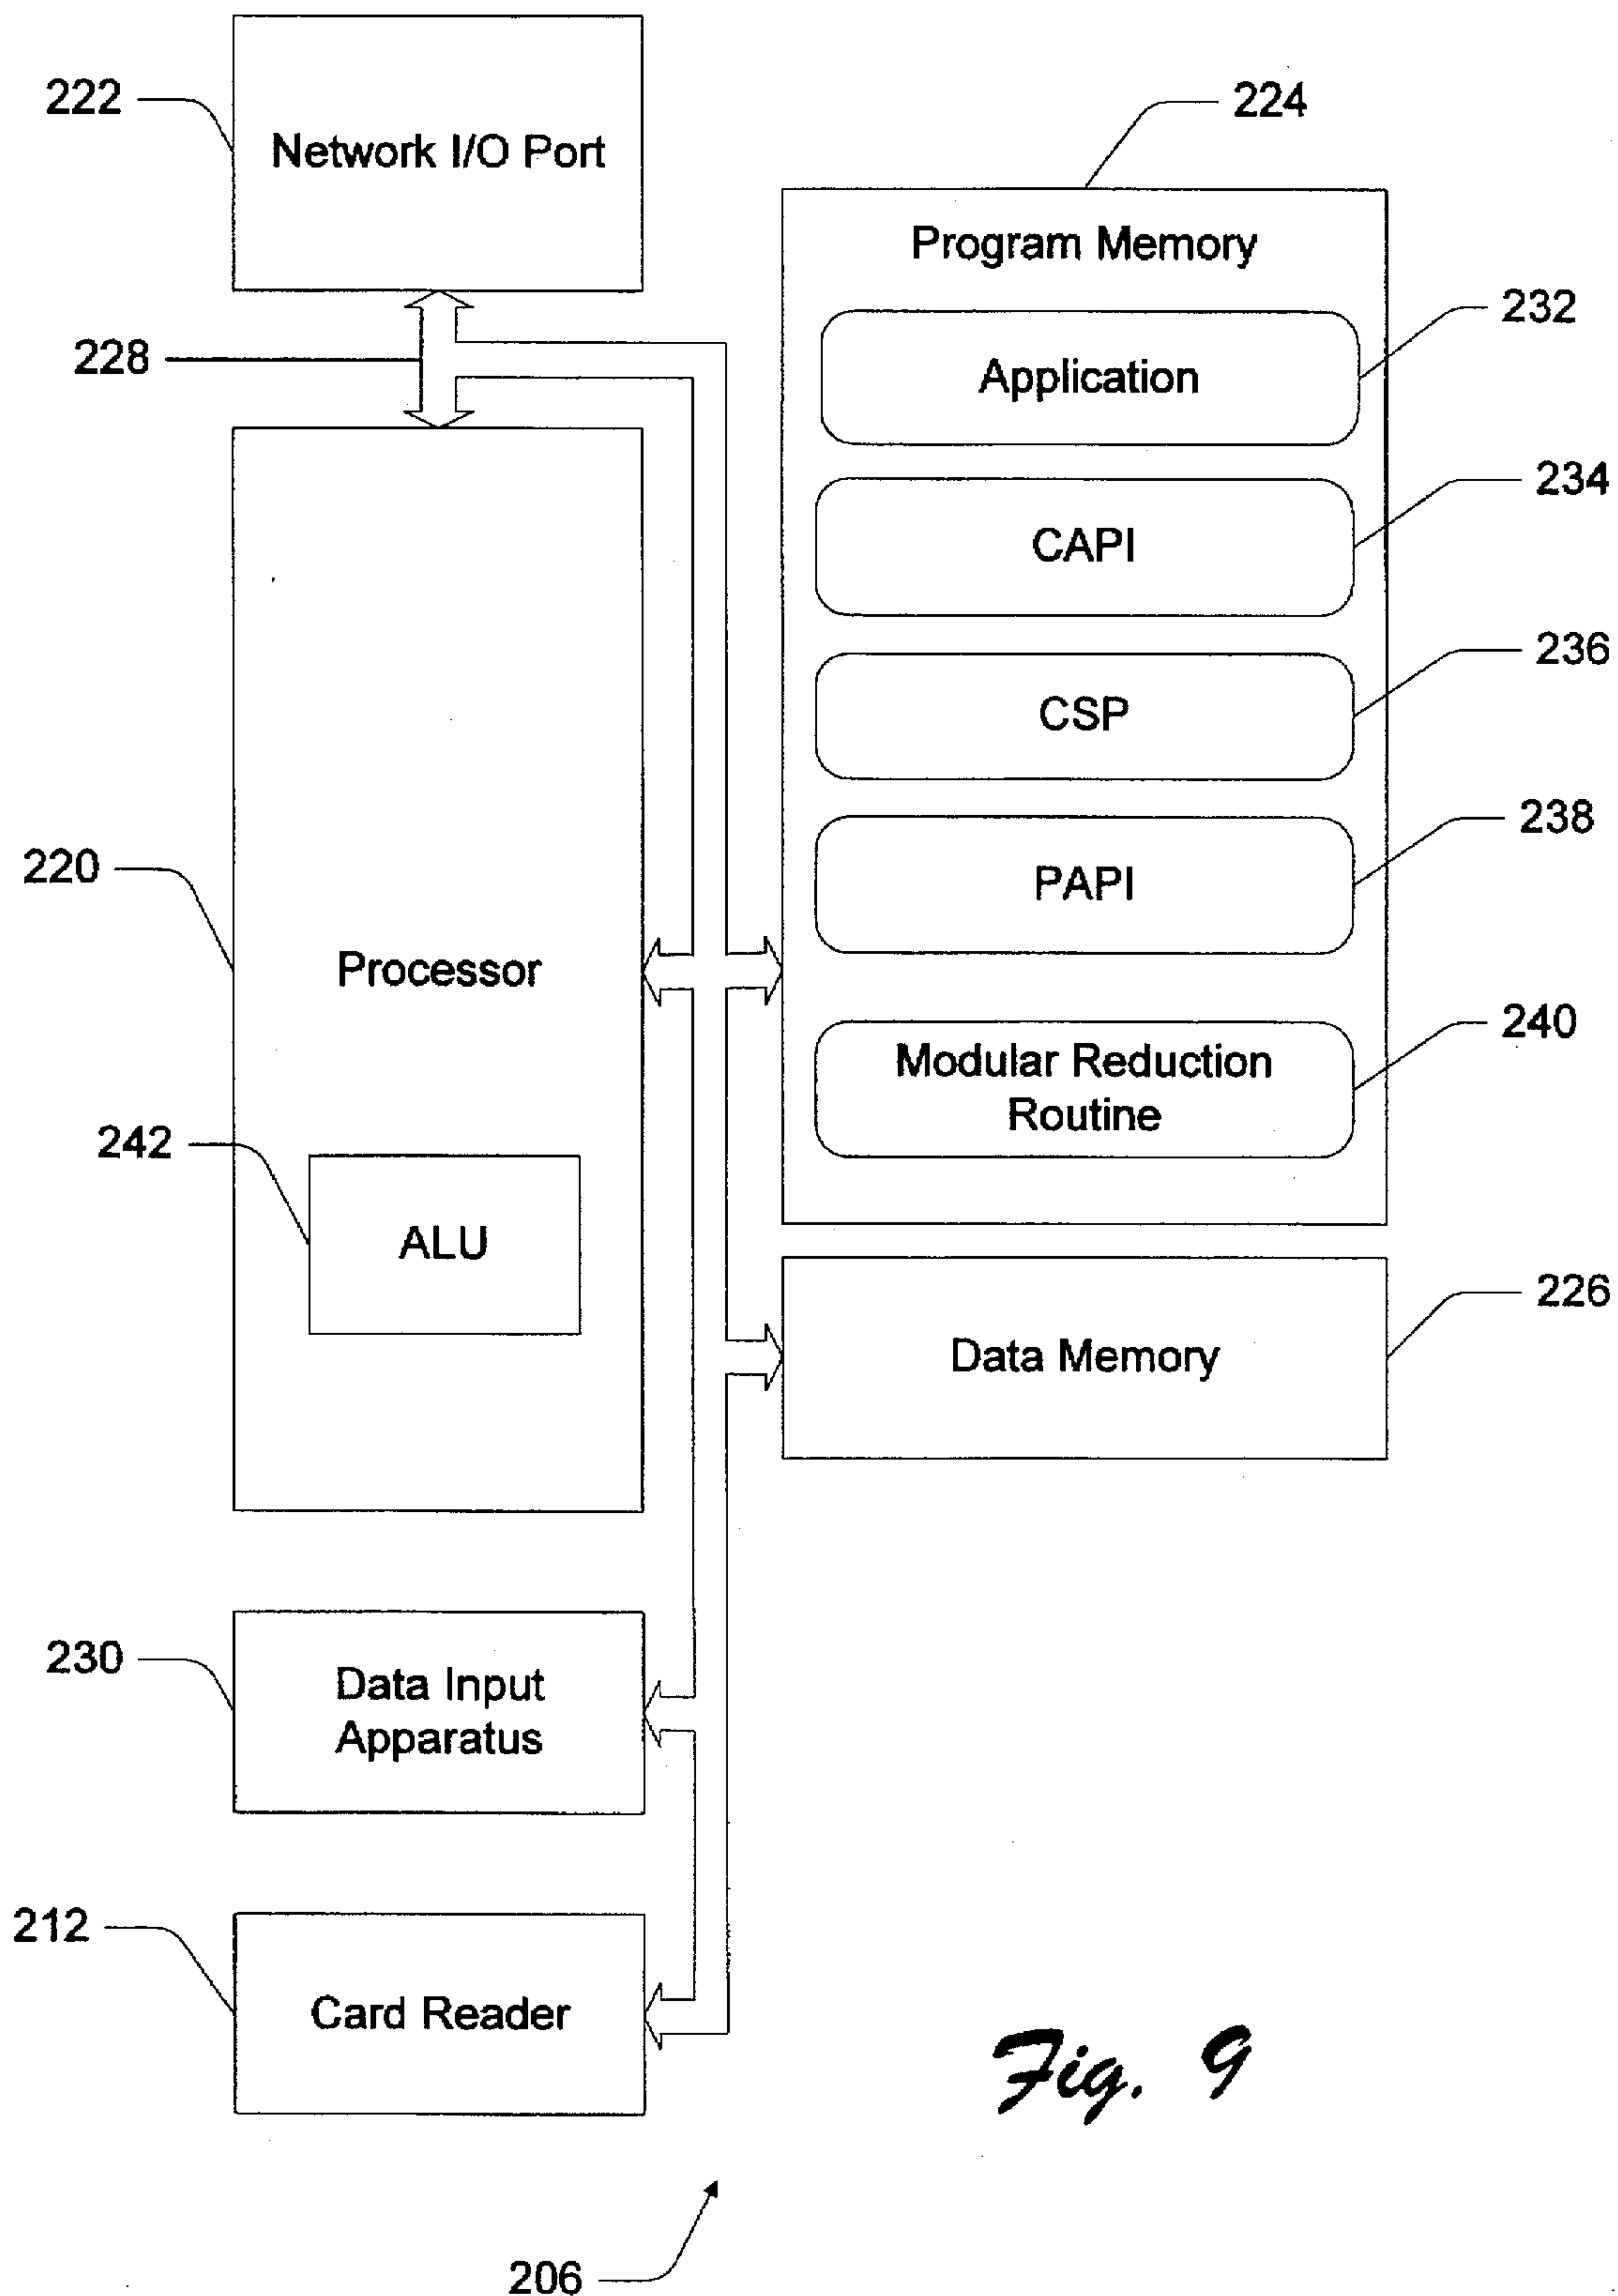 222
Network I/O Port
224
Program Memory
232
Application
228
234
CAPI
236
CSP
238
PAPI
220
Processor
240
Modular Reduction
Routine
242
ALU
226
Data Memory
230
Data Input
Apparatus
212
Card Reader
Fig. 9
206